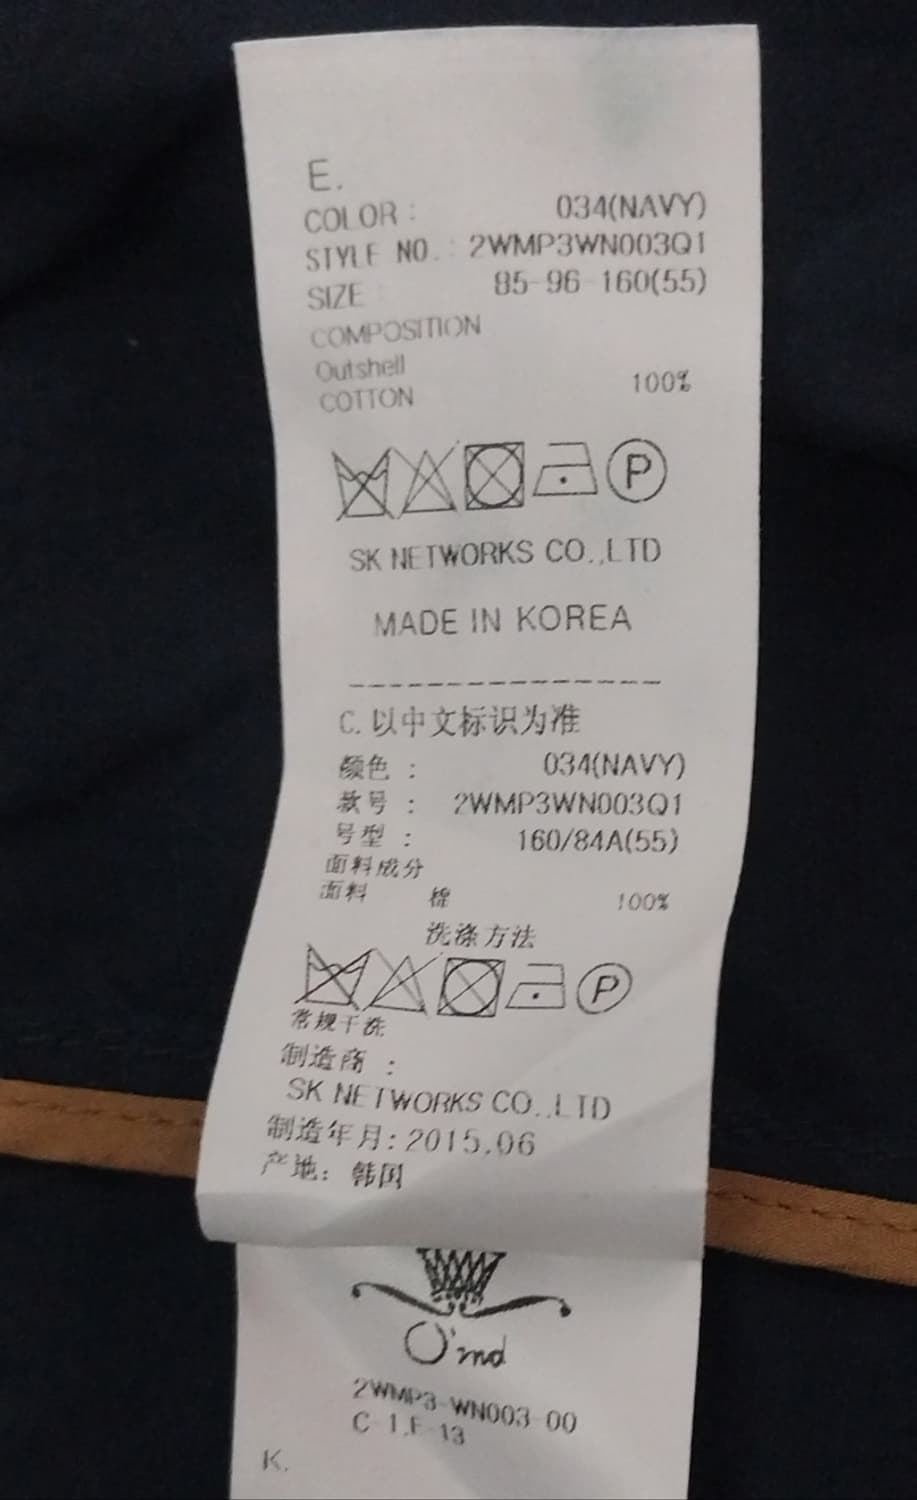 E.
COLOR : 034(NAVY)
STYLE NO. : 2WMP3WN003Q1
SIZE : 85-96-160(55)
COMPOSITION
Outshell
COTTON 100%
P
SK NETWORKS CO.,LTD
MADE IN KOREA
C. 以中文标识为准
颜色 : 034(NAVY)
款号 : 2WMP3WN003Q1
号型 : 160/84A(55)
面料成分
面料 棉 100%
洗涤方法
P
常规干洗
制造商 :
SK NETWORKS CO.,LTD
制造年月: 2015.06
产地: 韩国
O'2nd
2WMP3-WN003-00
K.